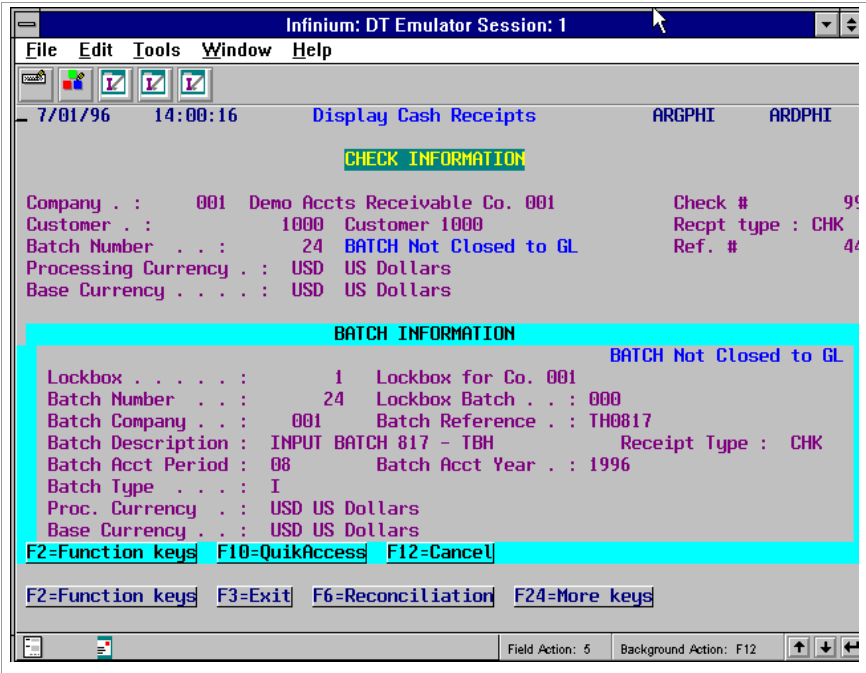 Infinium: DT Emulator Session: 1
File Edit Tools Window Help
7/01/96 14:00:16 Display Cash Receipts ARGPHI ARDPHI
CHECK INFORMATION
Company . : 001 Demo Accts Receivable Co. 001 Check # 99
Customer . : 1000 Customer 1000 Recpt type : CHK
Batch Number . . : 24 BATCH Not Closed to GL Ref. # 44
Processing Currency . : USD US Dollars
Base Currency . . . . : USD US Dollars
BATCH INFORMATION
BATCH Not Closed to GL
Lockbox . . . . . : 1 Lockbox for Co. 001
Batch Number . . : 24 Lockbox Batch . . : 000
Batch Company . . : 001 Batch Reference . : TH0817
Batch Description : INPUT BATCH 817 - TBH Receipt Type : CHK
Batch Acct Period : 08 Batch Acct Year . : 1996
Batch Type . . . : I
Proc. Currency . : USD US Dollars
Base Currency . . : USD US Dollars
F2=Function keys F10=QuikAccess F12=Cancel
F2=Function keys F3=Exit F6=Reconciliation F24=More keys
Field Action: 5 Background Action: F12